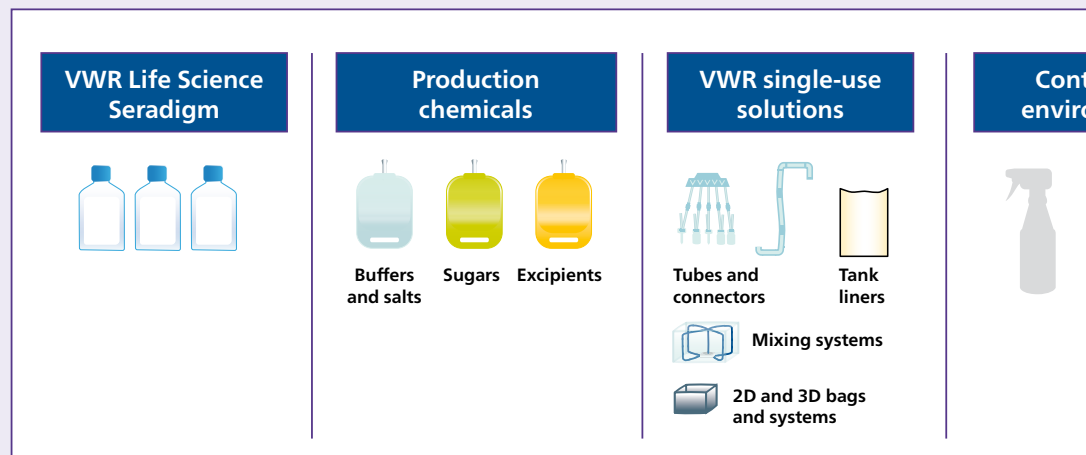 VWR Life Science
Seradigm
Production
chemicals
Buffers
and salts
Sugars
Excipients
VWR single-use
solutions
Tubes and
connectors
Tank
liners
Mixing systems
2D and 3D bags
and systems